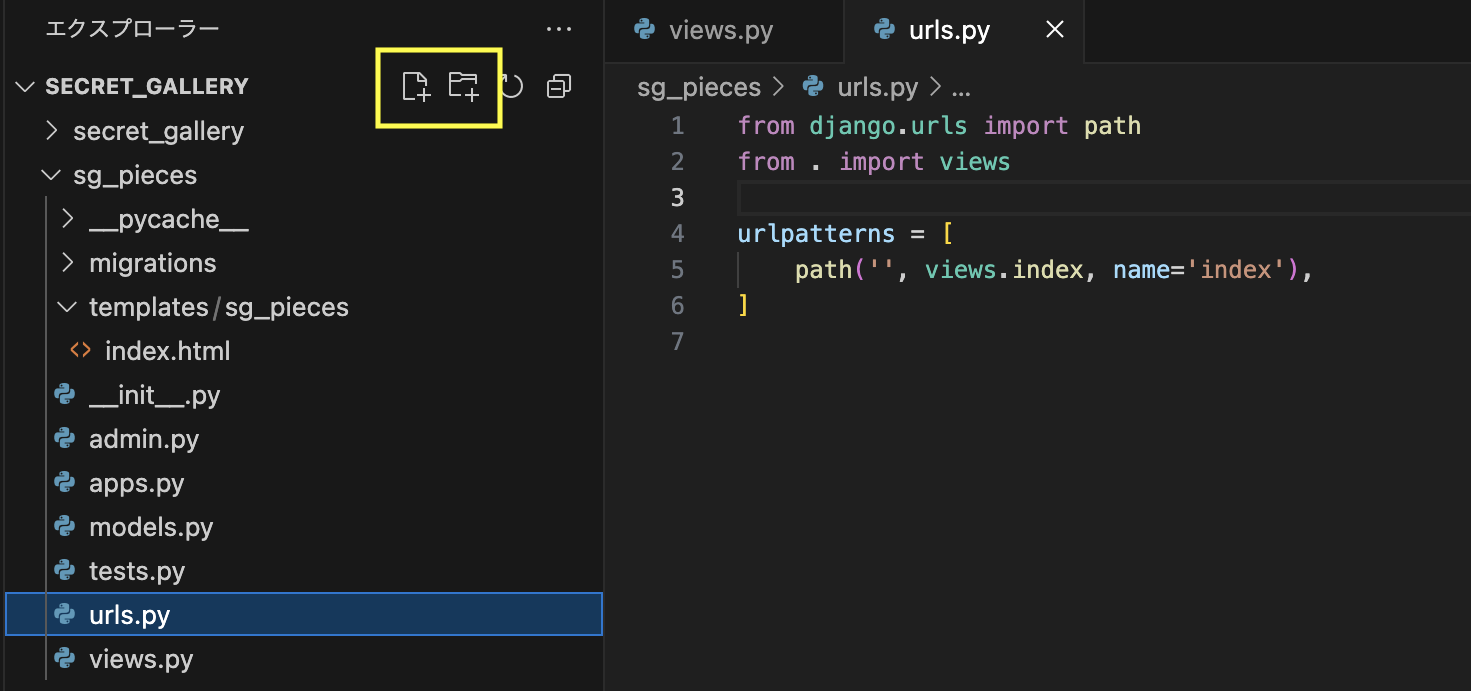 エクスプローラー
SECRET_GALLERY
secret_gallery
sg_pieces
__pycache__
migrations
templates/sg_pieces
index.html
__init__.py
admin.py
apps.py
models.py
tests.py
urls.py
views.py
views.py urls.py
sg_pieces > urls.py > ...
1 from django.urls import path
2 from . import views
3
4 urlpatterns = [
5     path('', views.index, name='index'),
6 ]
7